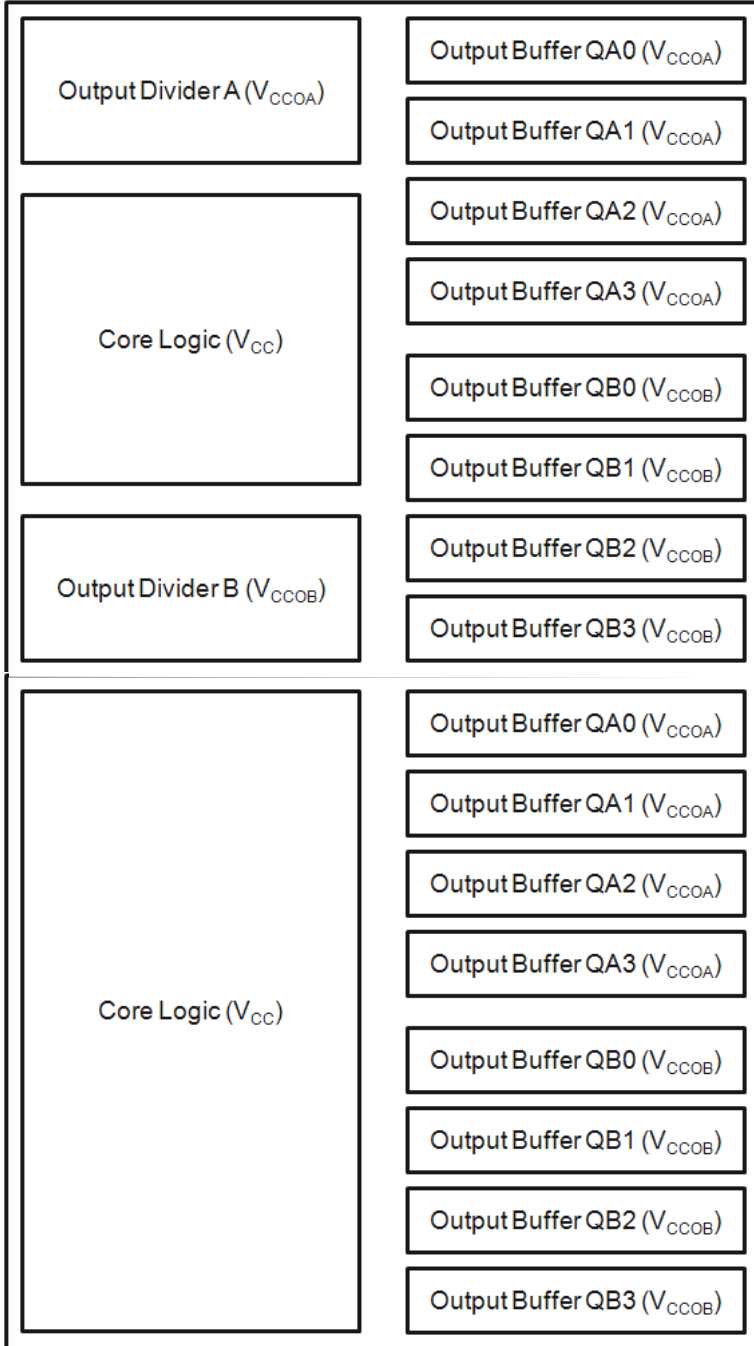 Output Divider A (VCCOA)
Output Buffer QA0 (VCCOA)
Output Buffer QA1 (VCCOA)
Core Logic (VCC)
Output Buffer QA2 (VCCOA)
Output Buffer QA3 (VCCOA)
Output Buffer QB0 (VCCOB)
Output Buffer QB1 (VCCOB)
Output Divider B (VCCOB)
Output Buffer QB2 (VCCOB)
Output Buffer QB3 (VCCOB)
Core Logic (VCC)
Output Buffer QA0 (VCCOA)
Output Buffer QA1 (VCCOA)
Output Buffer QA2 (VCCOA)
Output Buffer QA3 (VCCOA)
Output Buffer QB0 (VCCOB)
Output Buffer QB1 (VCCOB)
Output Buffer QB2 (VCCOB)
Output Buffer QB3 (VCCOB)